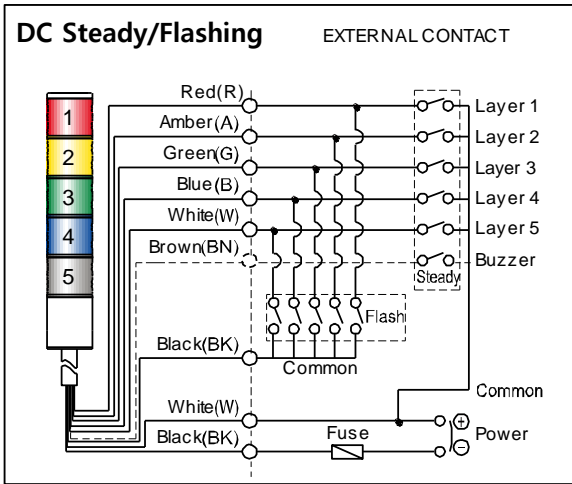 DC Steady/Flashing
EXTERNAL CONTACT
Red(R)
Layer 1
Amber(A)
Layer 2
Green(G)
Layer 3
Blue(B)
Layer 4
White(W)
Layer 5
Brown(BN)
Buzzer
Steady
1
2
3
4
5
Flash
Black(BK)
Common
Common
White(W)
Black(BK)
Fuse
+
Power
−